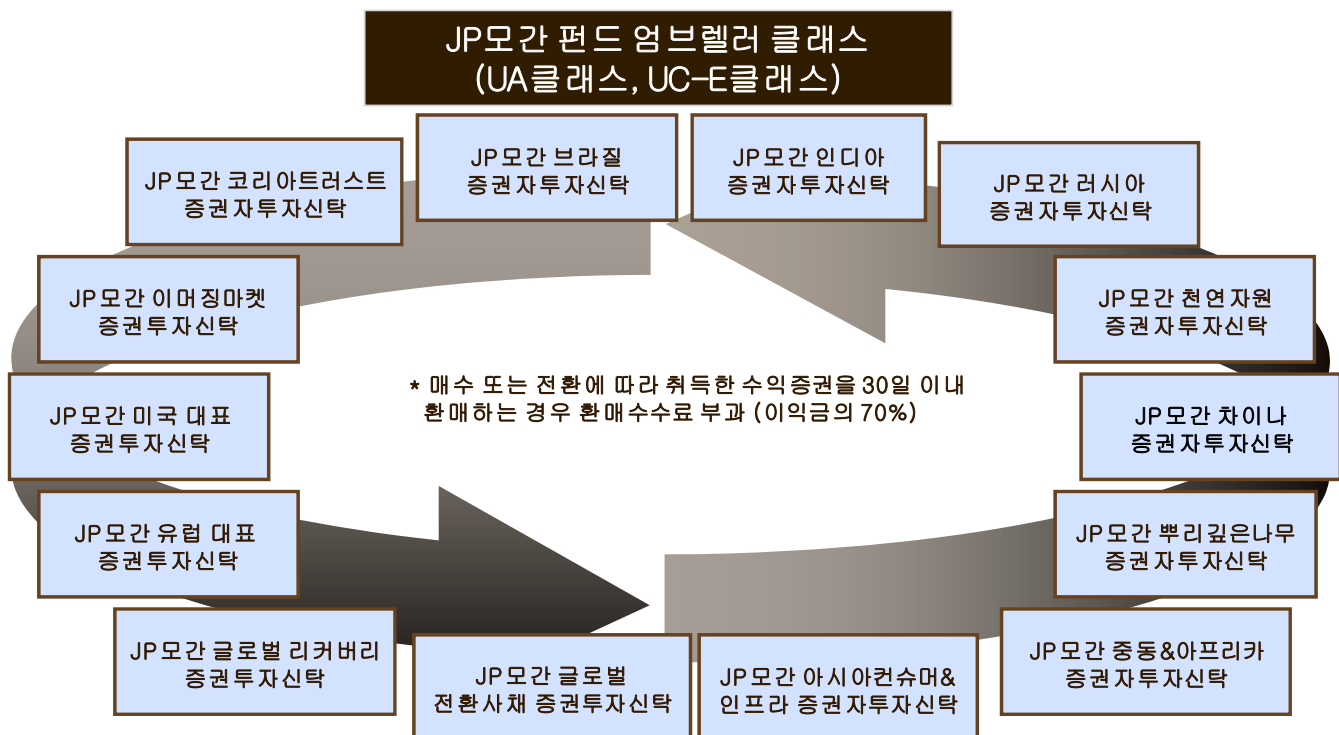 JP모간 펀드 엄브렐러 클래스
(UA클래스, UC-E클래스)
JP모간 브라질
증권자투자신탁
JP모간 인디아
증권자투자신탁
JP모간 코리아트러스트
증권자투자신탁
JP모간 러시아
증권자투자신탁
JP모간 이머징마켓
증권투자신탁
JP모간 천연자원
증권자투자신탁
* 매수 또는 전환에 따라 취득한 수익증권을 30일 이내
환매하는 경우 환매수수료 부과 (이익금의 70%)
JP모간 미국 대표
증권투자신탁
JP모간 차이나
증권자투자신탁
JP모간 유럽 대표
증권투자신탁
JP모간 뿌리깊은나무
증권자투자신탁
JP모간 글로벌 리커버리
증권투자신탁
JP모간 글로벌
전환사채 증권투자신탁
JP모간 아시아컨슈머&
인프라 증권자투자신탁
JP모간 중동&아프리카
증권자투자신탁